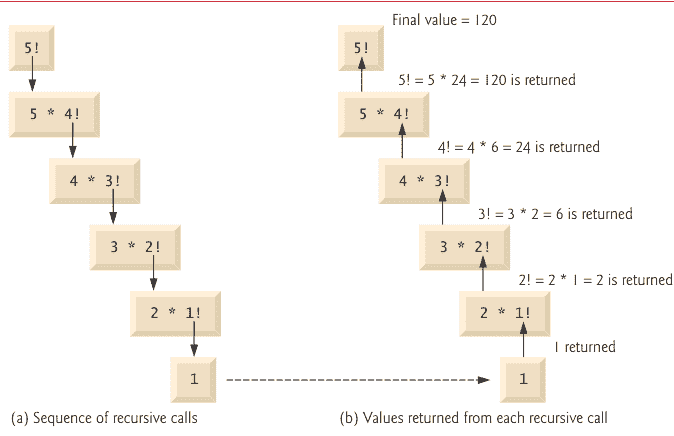 5!
5 * 4!
4 * 3!
3 * 2!
2 * 1!
1
(a) Sequence of recursive calls
Final value = 120
5!
5! = 5 * 24 = 120 is returned
5 * 4!
4! = 4 * 6 = 24 is returned
4 * 3!
3! = 3 * 2 = 6 is returned
3 * 2!
2! = 2 * 1 = 2 is returned
2 * 1!
1 returned
1
(b) Values returned from each recursive call